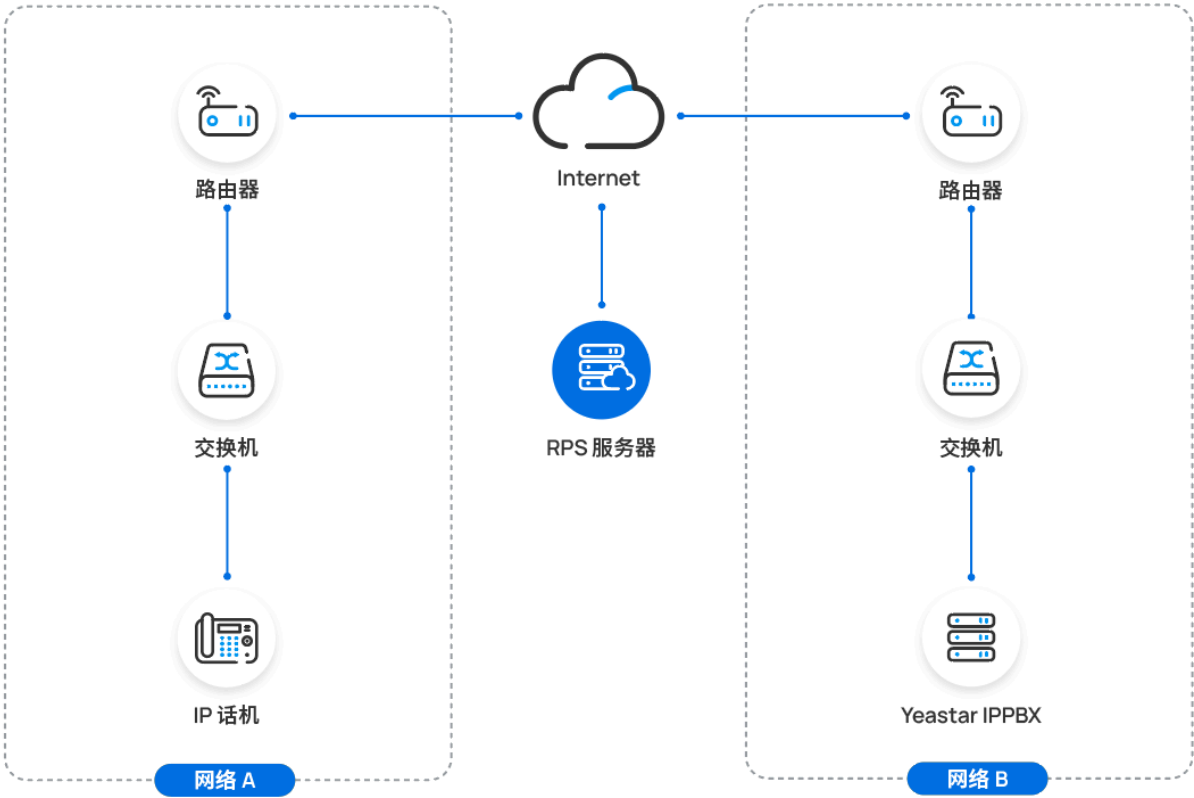 路由器
Internet
路由器
交换机
RPS 服务器
交换机
IP 话机
Yeastar IPPBX
网络 A
网络 B